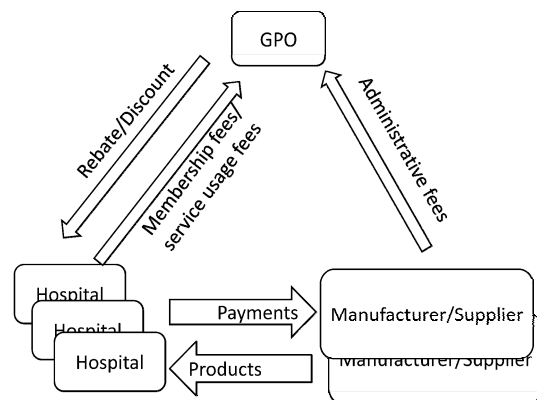 GPO
Rebate/Discount
Membership fees/
service usage fees
Administrative fees
Hospital
Hospital
Hospital
Payments
Products
Manufacturer/Supplier
Manufacturer/Supplier